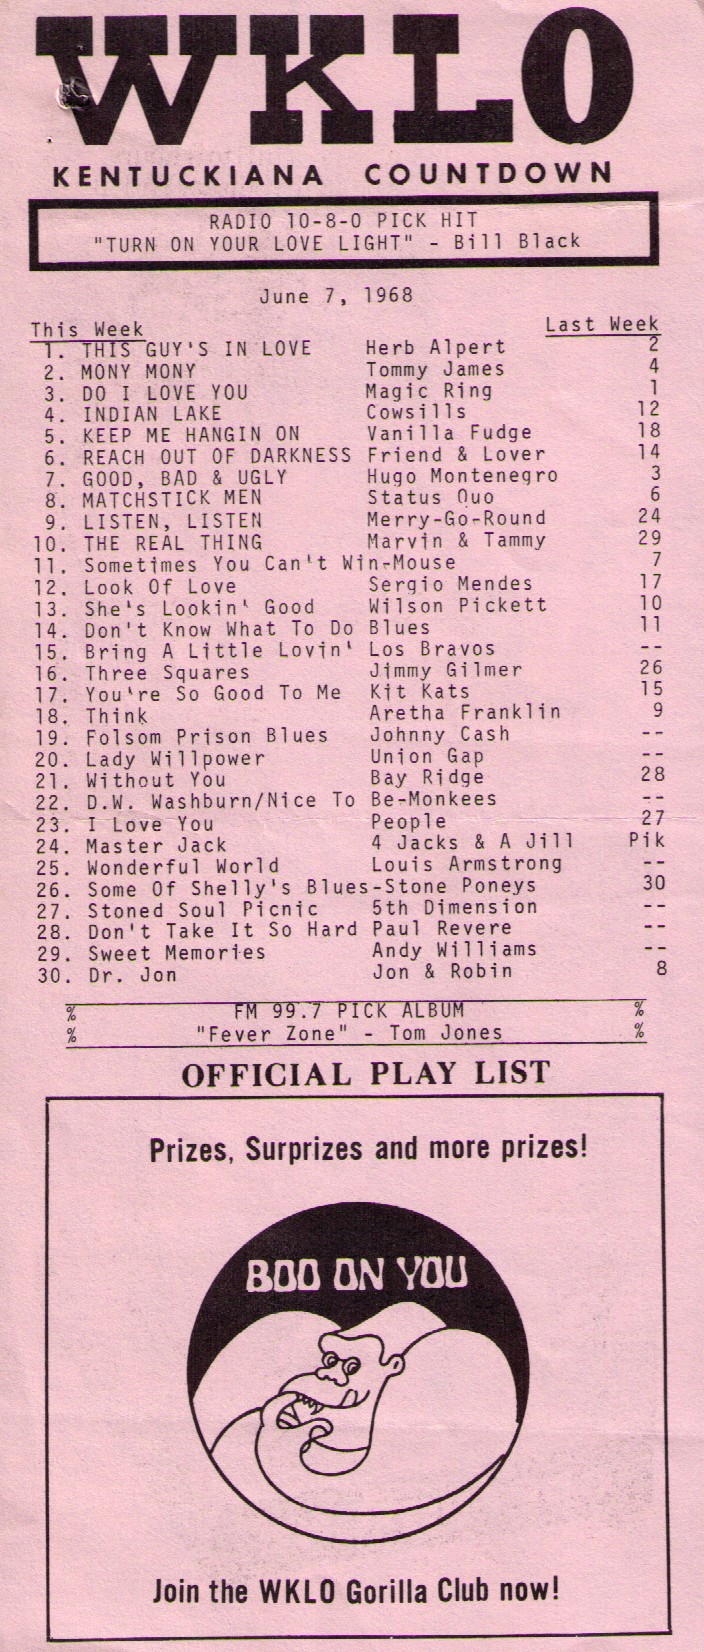 WKLO
KENTUCKIANA COUNTDOWN
RADIO 10-8-0 PICK HIT
"TURN ON YOUR LOVE LIGHT" - Bill Black
June 7, 1968
This Week Last Week
1. THIS GUY'S IN LOVE Herb Alpert 2
2. MONY MONY Tommy James 4
3. DO I LOVE YOU Magic Ring 1
4. INDIAN LAKE Cowsills 12
5. KEEP ME HANGIN ON Vanilla Fudge 18
6. REACH OUT OF DARKNESS Friend & Lover 14
7. GOOD, BAD & UGLY Hugo Montenegro 3
8. MATCHSTICK MEN Status Quo 6
9. LISTEN, LISTEN Merry-Go-Round 24
10. THE REAL THING Marvin & Tammy 29
11. Sometimes You Can't Win-Mouse 7
12. Look Of Love Sergio Mendes 17
13. She's Lookin' Good Wilson Pickett 10
14. Don't Know What To Do Blues 11
15. Bring A Little Lovin' Los Bravos --
16. Three Squares Jimmy Gilmer 26
17. You're So Good To Me Kit Kats 15
18. Think Aretha Franklin 9
19. Folsom Prison Blues Johnny Cash --
20. Lady Willpower Union Gap --
21. Without You Bay Ridge 28
22. D.W. Washburn/Nice To Be-Monkees --
23. I Love You People 27
24. Master Jack 4 Jacks & A Jill Pik
25. Wonderful World Louis Armstrong --
26. Some Of Shelly's Blues-Stone Poneys 30
27. Stoned Soul Picnic 5th Dimension --
28. Don't Take It So Hard Paul Revere --
29. Sweet Memories Andy Williams --
30. Dr. Jon Jon & Robin 8
% FM 99.7 PICK ALBUM %
% "Fever Zone" - Tom Jones %
OFFICIAL PLAY LIST
Prizes, Surprizes and more prizes!
BOO ON YOU
Join the WKLO Gorilla Club now!